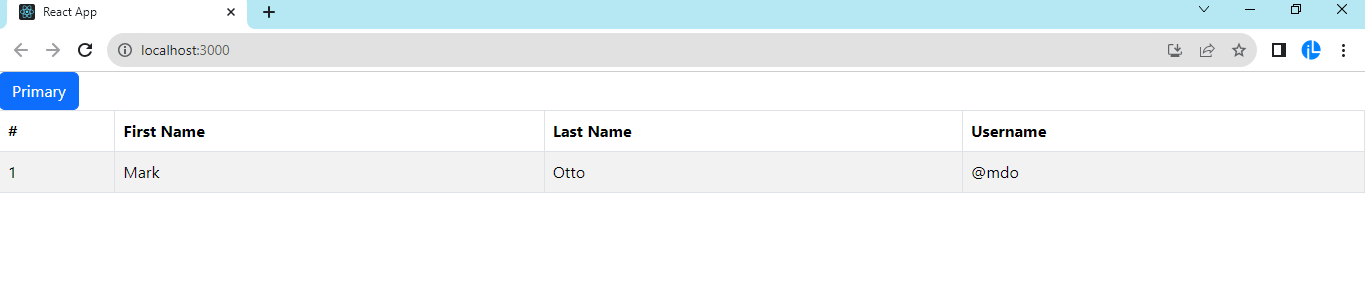 React App
localhost:3000
Primary
# First Name Last Name Username
1 Mark Otto @mdo